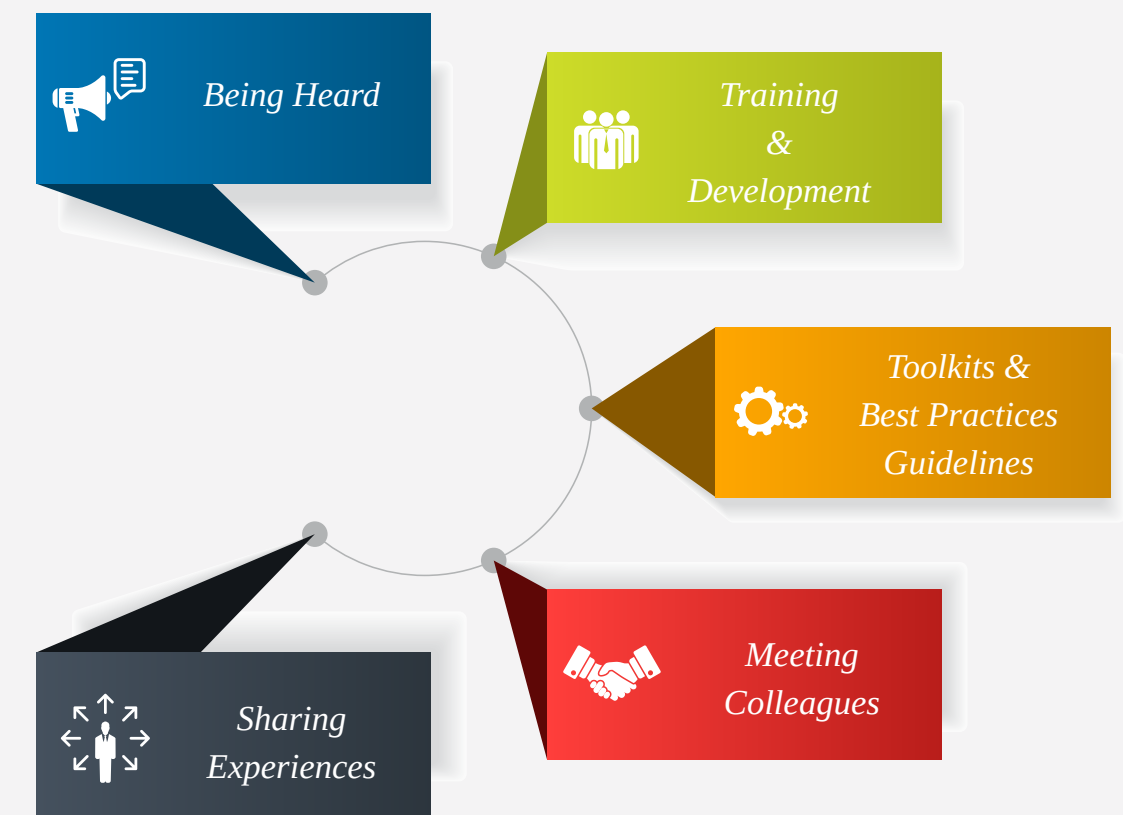 Being Heard
Training
&
Development
Toolkits &
Best Practices
Guidelines
Meeting
Colleagues
Sharing
Experiences